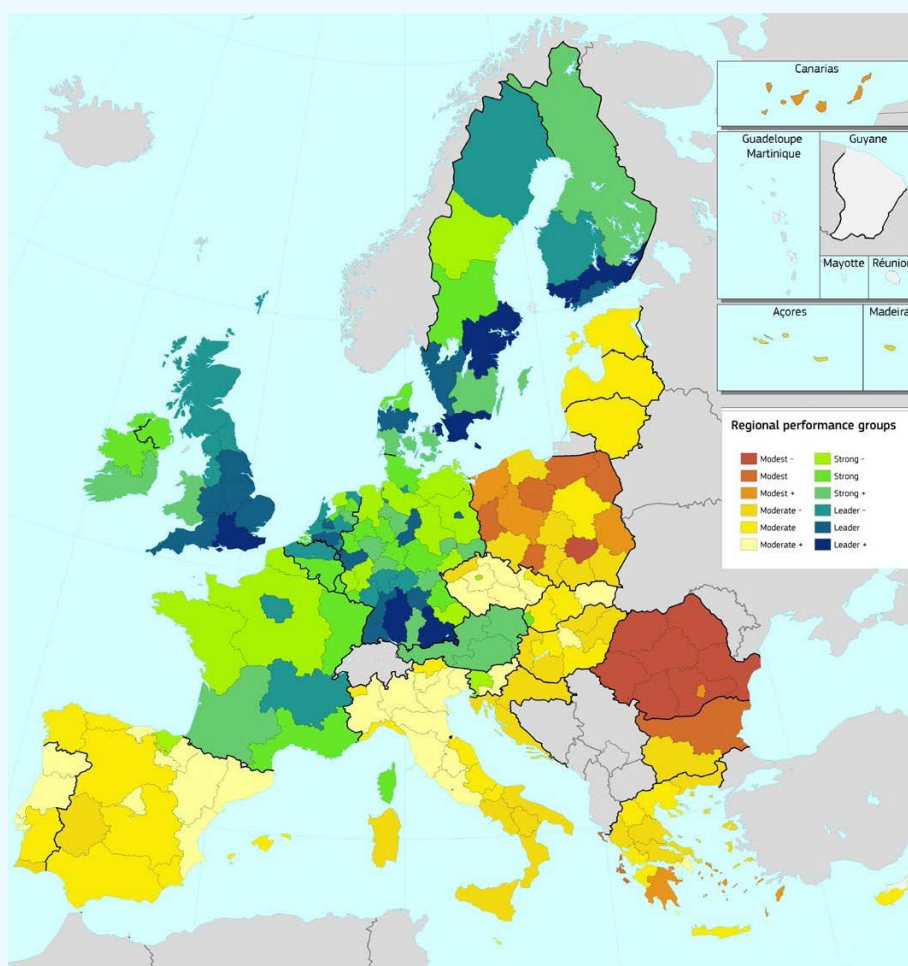 Canarias
Guadeloupe
Martinique
Guyane
Mayotte
Réunion
Açores
Madeira
Regional performance groups
Modest -
Modest
Modest +
Moderate -
Moderate
Moderate +
Strong -
Strong
Strong +
Leader -
Leader
Leader +